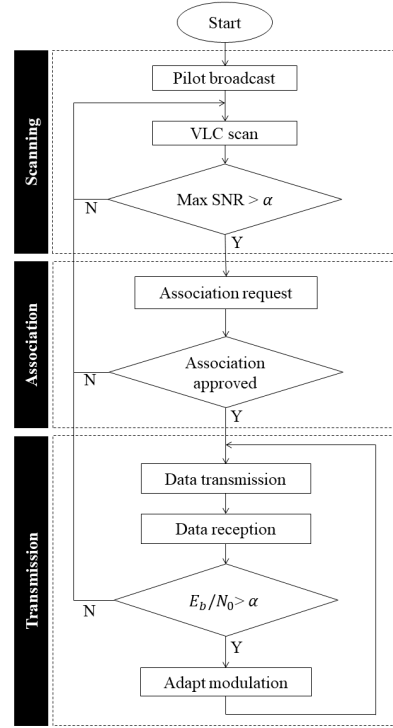 Start
Scanning
Pilot broadcast
VLC scan
Max SNR > α
N
Y
Association
Association request
Association
approved
N
Y
Transmission
Data transmission
Data reception
E_b/N_0> α
N
Y
Adapt modulation